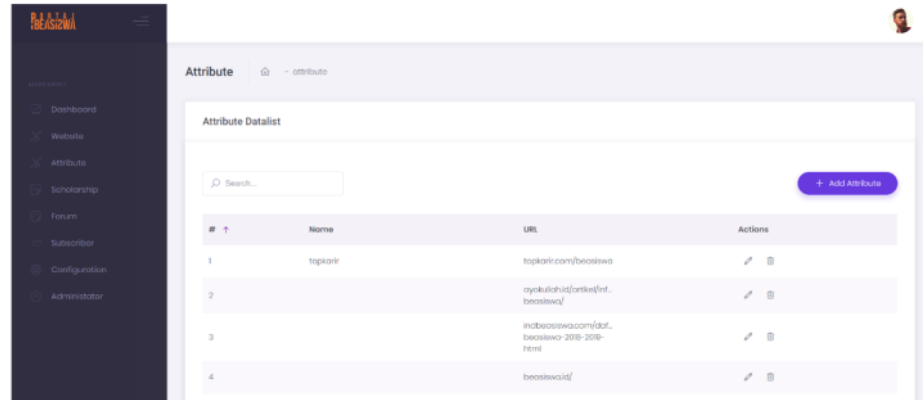 PORTAL
BEASISWA
Attribute
- attribute
Dashboard
Website
Attribute
Scholarship
Forum
Subscriber
Configuration
Administator
Attribute Datalist
Search...
+ Add Attribute
# ↑ Name URL Actions
1 topkarir topkarir.com/beasiswa
2 ayokuliah.id/artikel/inf...
beasiswa/
3 indbeasiswa.com/daf...
beasiswa-2018-2019-
html
4 beasiswa.id/